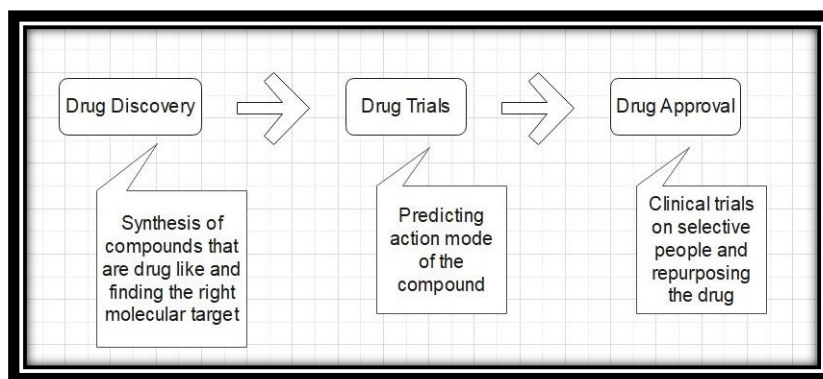 Drug Discovery
Drug Trials
Drug Approval
Synthesis of
compounds that
are drug like and
finding the right
molecular target
Predicting
action mode
of the
compound
Clinical trials
on selective
people and
repurposing
the drug